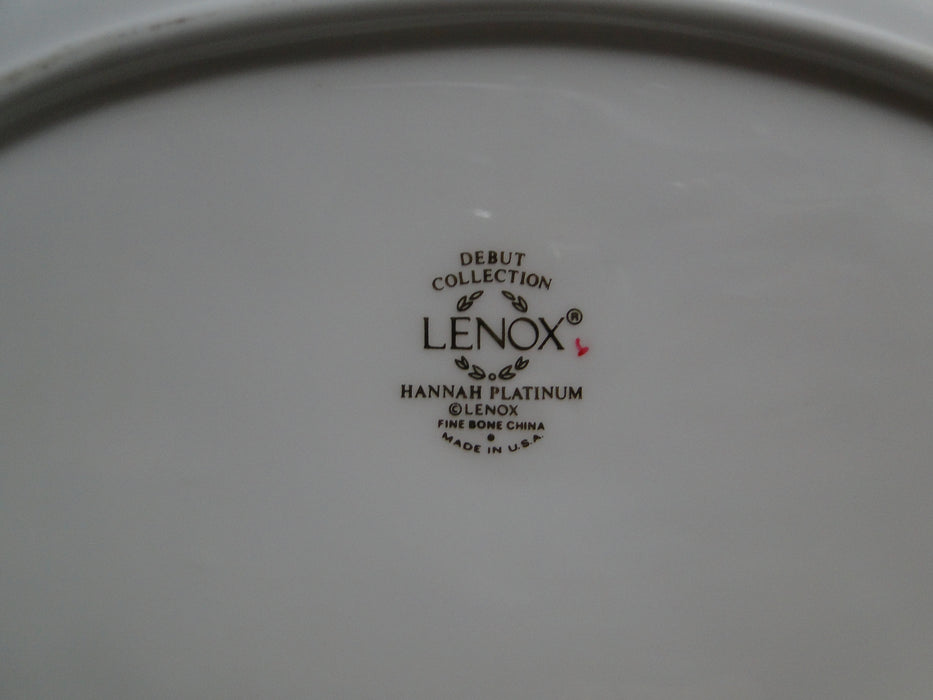 DEBUT
COLLECTION
LENOX®
HANNAH PLATINUM
©LENOX
FINE BONE CHINA
MADE IN U.S.A.